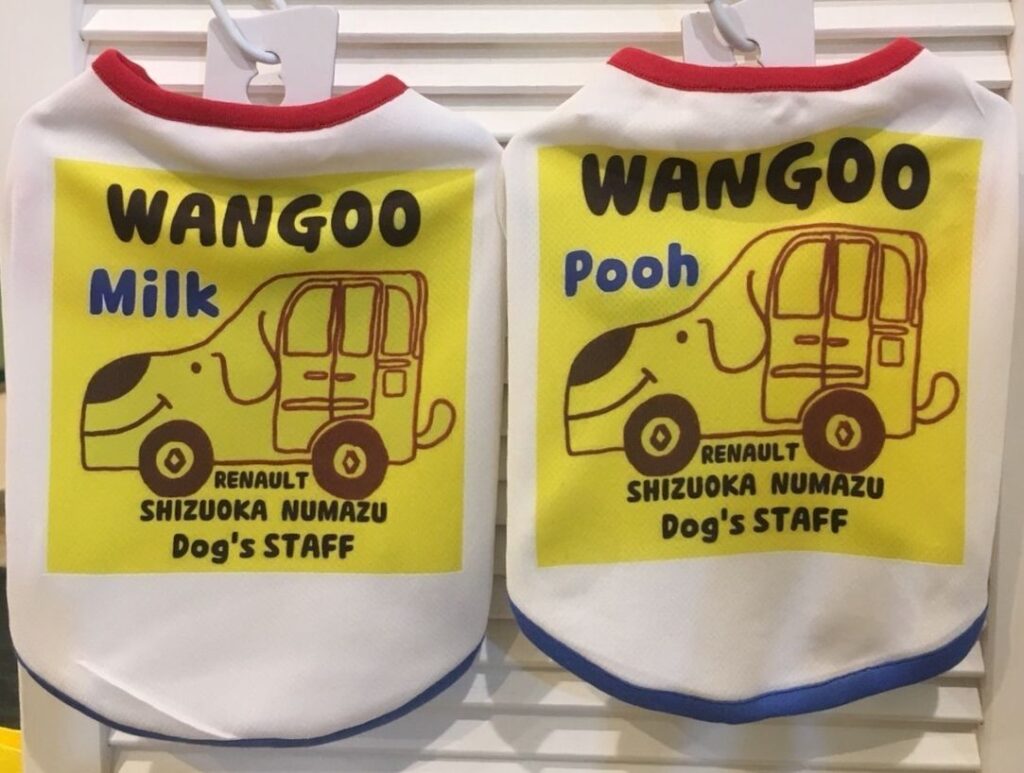 WANGOO
Milk
RENAULT
SHIZUOKA NUMAZU
Dog's STAFF
WANGOO
Pooh
RENAULT
SHIZUOKA NUMAZU
Dog's STAFF